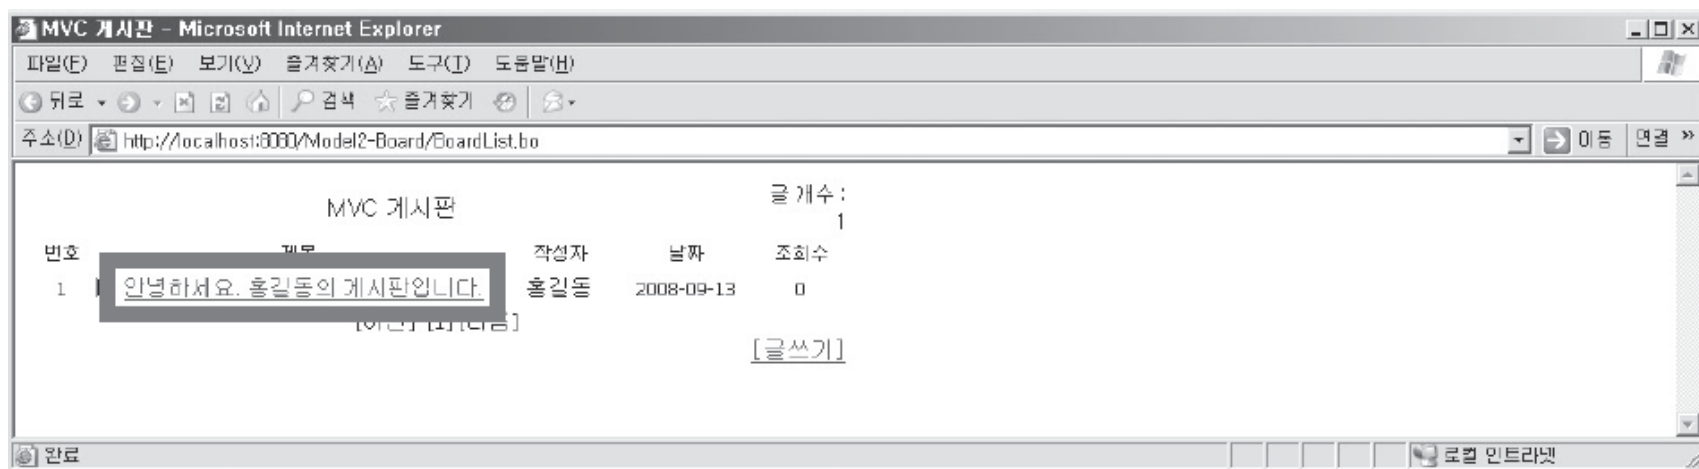 MVC 게시판 - Microsoft Internet Explorer
파일(F) 편집(E) 보기(V) 즐겨찾기(A) 도구(T) 도움말(H)
뒤로 검색 즐겨찾기
주소(D) http://localhost:8080/Model2-Board/BoardList.bo 이동 연결 »
MVC 게시판 글 개수 :
1
번호 작성자 날짜 조회수
1 안녕하세요. 홍길동의 게시판입니다. 홍길동 2008-09-13 0
[글쓰기]
완료 로컬 인트라넷